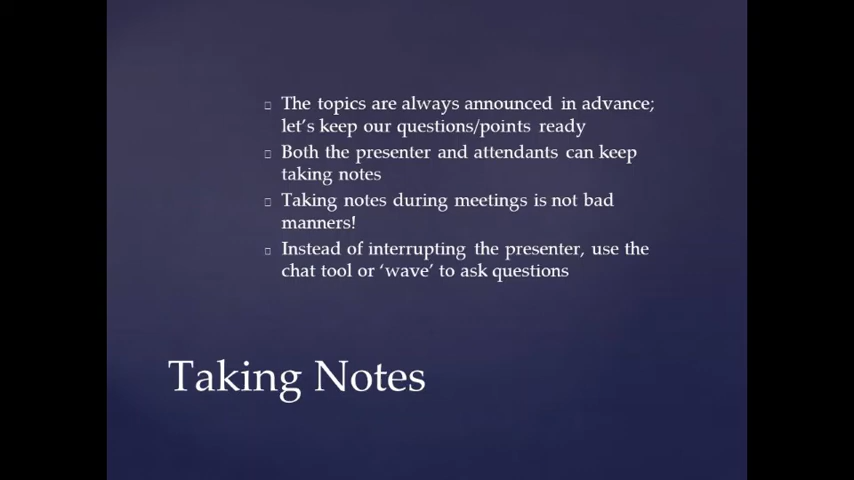 The topics are always announced in advance;
let's keep our questions/points ready
Both the presenter and attendants can keep
taking notes
Taking notes during meetings is not bad
manners!
Instead of interrupting the presenter, use the
chat tool or ‘wave’ to ask questions
Taking Notes